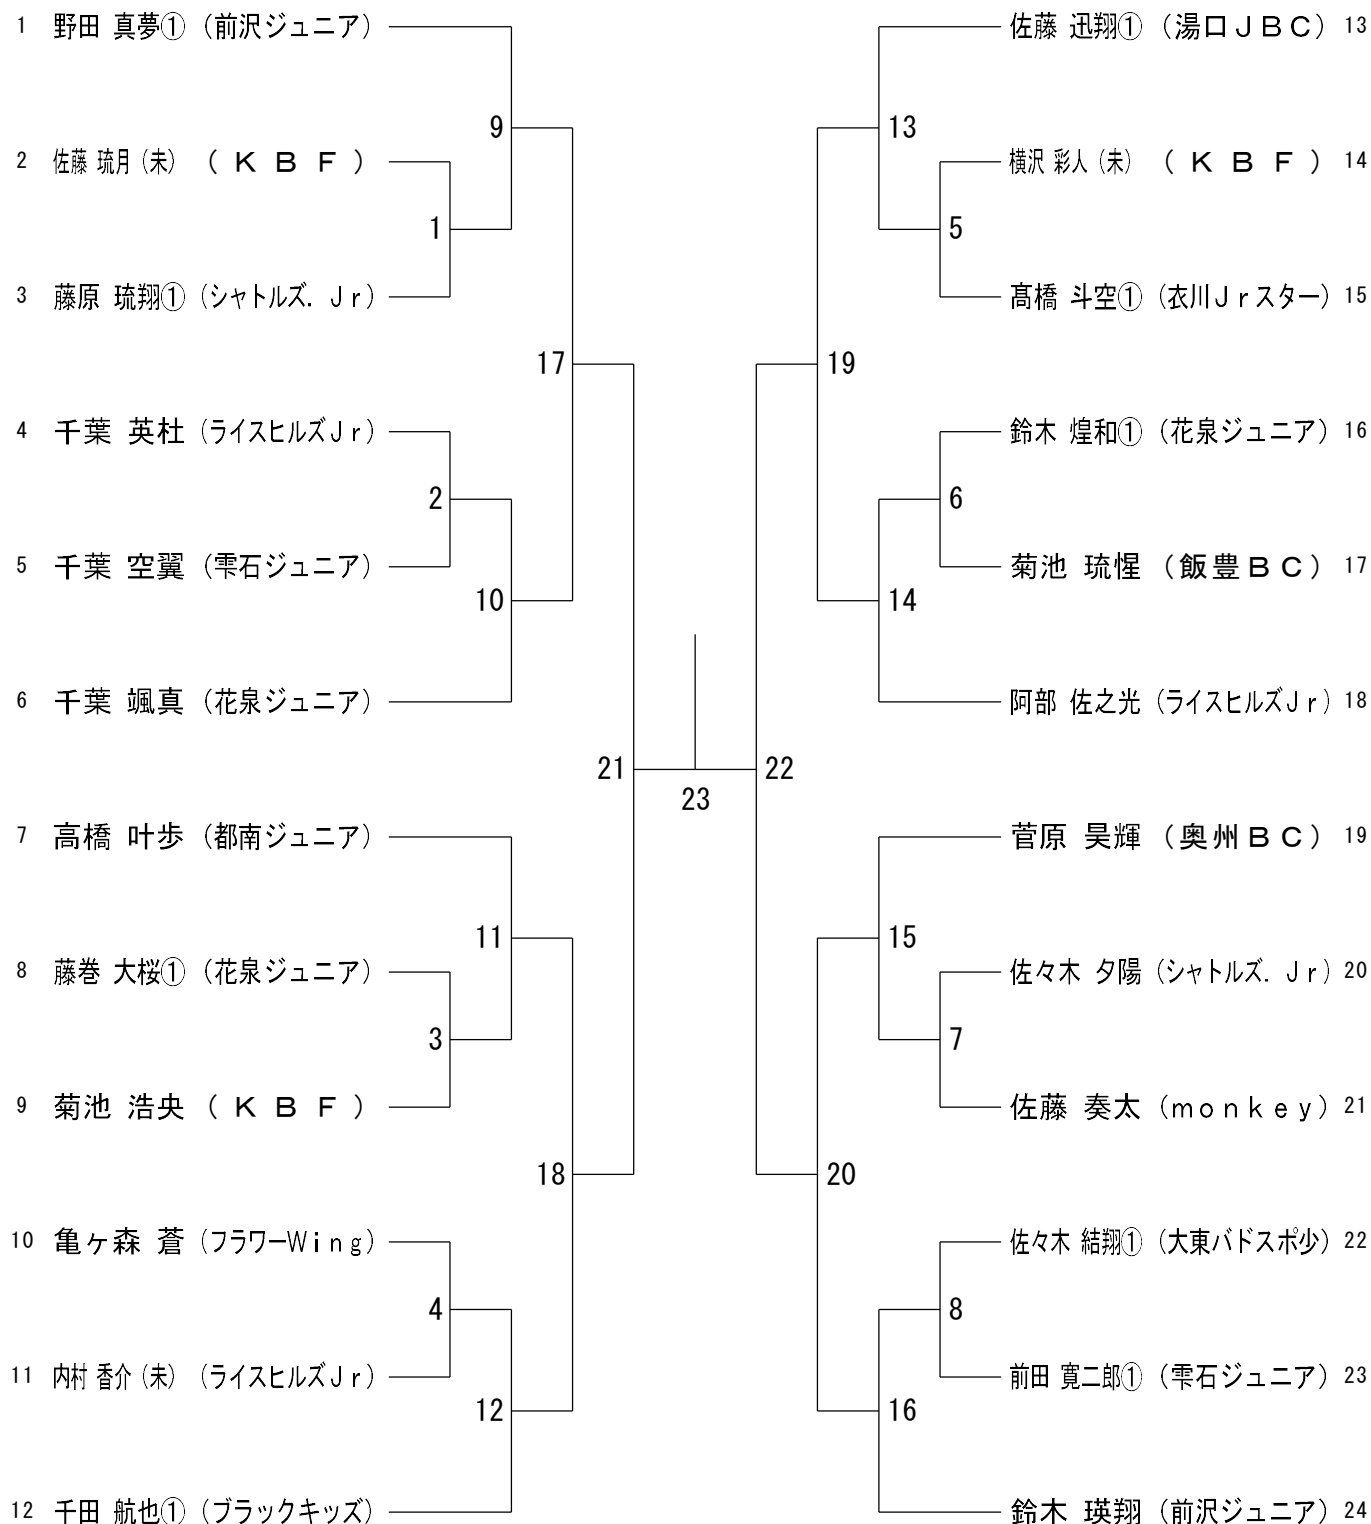 1 野田 真夢① (前沢ジュニア)
2 佐藤 琉月(未) (ＫＢＦ)
3 藤原 琉翔① (シャトルズ．Ｊｒ)
4 千葉 英杜 (ライスヒルズＪｒ)
5 千葉 空翼 (雫石ジュニア)
6 千葉 颯真 (花泉ジュニア)
7 高橋 叶歩 (都南ジュニア)
8 藤巻 大桜① (花泉ジュニア)
9 菊池 浩央 (ＫＢＦ)
10 亀ヶ森 蒼 (フラワーＷｉｎｇ)
11 内村 香介(未) (ライスヒルズＪｒ)
12 千田 航也① (ブラックキッズ)
9
1
17
2
10
21
11
3
18
4
12
23
22
13
5
19
6
14
15
7
20
8
16
佐藤 迅翔① (湯口ＪＢＣ) 13
横沢 彩人(未) (ＫＢＦ) 14
髙橋 斗空① (衣川Ｊｒスター) 15
鈴木 煌和① (花泉ジュニア) 16
菊池 琉惺 (飯豊ＢＣ) 17
阿部 佐之光 (ライスヒルズＪｒ) 18
菅原 昊輝 (奥州ＢＣ) 19
佐々木 夕陽 (シャトルズ．Ｊｒ) 20
佐藤 奏太 (ｍｏｎｋｅｙ) 21
佐々木 結翔① (大東バドスポ少) 22
前田 寛二郎① (雫石ジュニア) 23
鈴木 瑛翔 (前沢ジュニア) 24